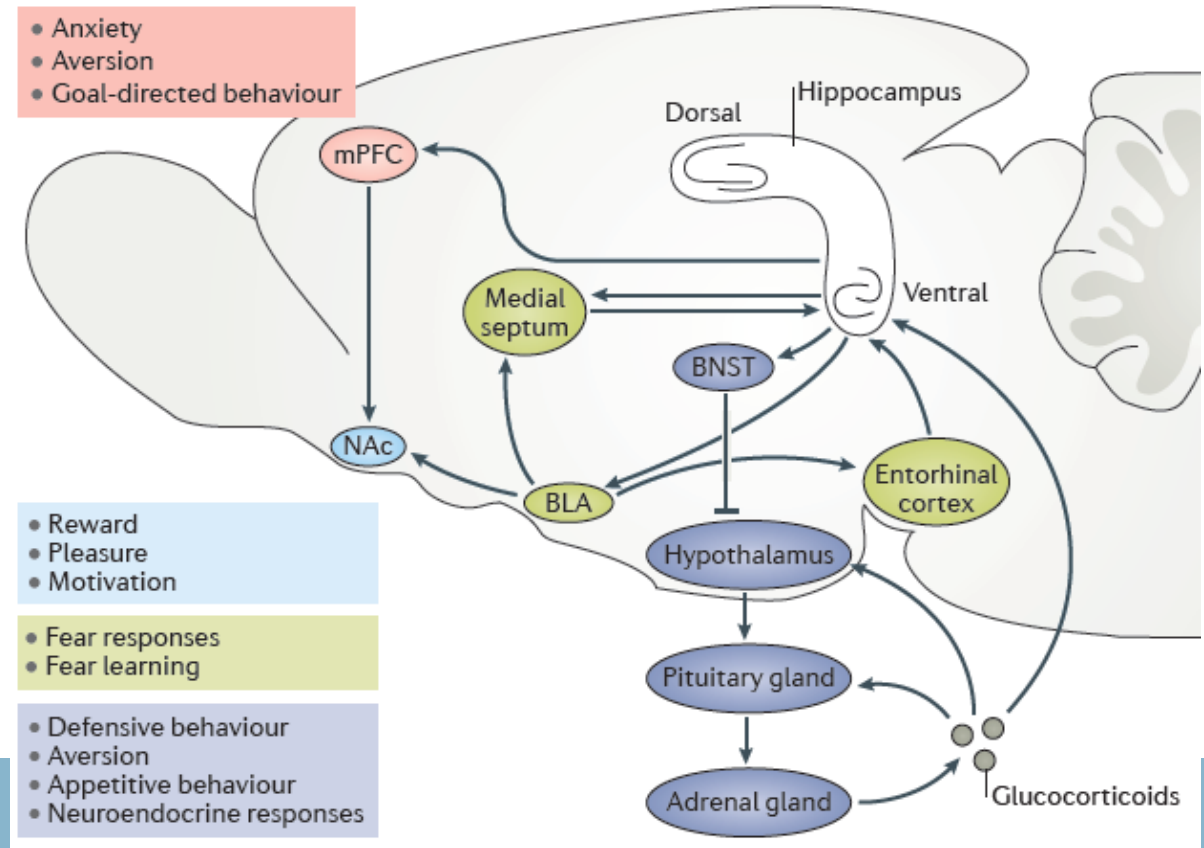 • Anxiety
• Aversion
• Goal-directed behaviour
Hippocampus
Dorsal
mPFC
Medial
septum
Ventral
BNST
NAc
BLA
Entorhinal
cortex
• Reward
• Pleasure
• Motivation
Hypothalamus
• Fear responses
• Fear learning
Pituitary gland
• Defensive behaviour
• Aversion
• Appetitive behaviour
• Neuroendocrine responses
Adrenal gland
Glucocorticoids